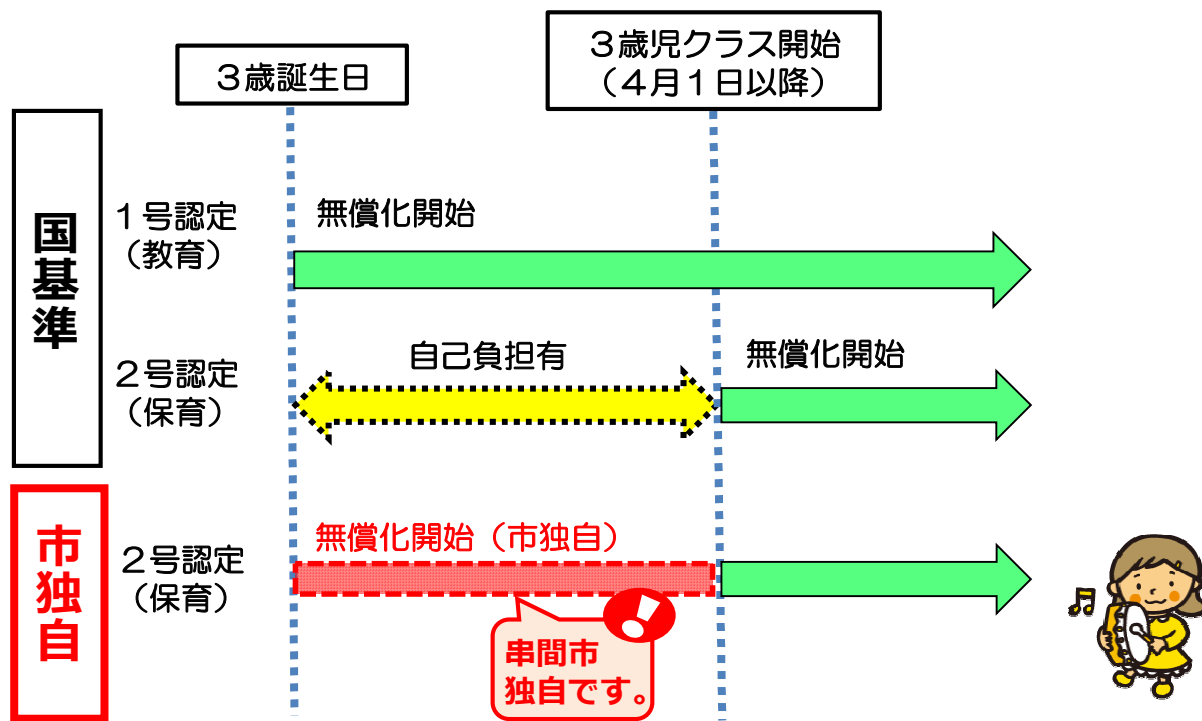 ３歳誕生日
３歳児クラス開始
（４月１日以降）
国基準
１号認定
（教育）
無償化開始
２号認定
（保育）
自己負担有
無償化開始
市独自
２号認定
（保育）
無償化開始（市独自）
串間市
独自です。